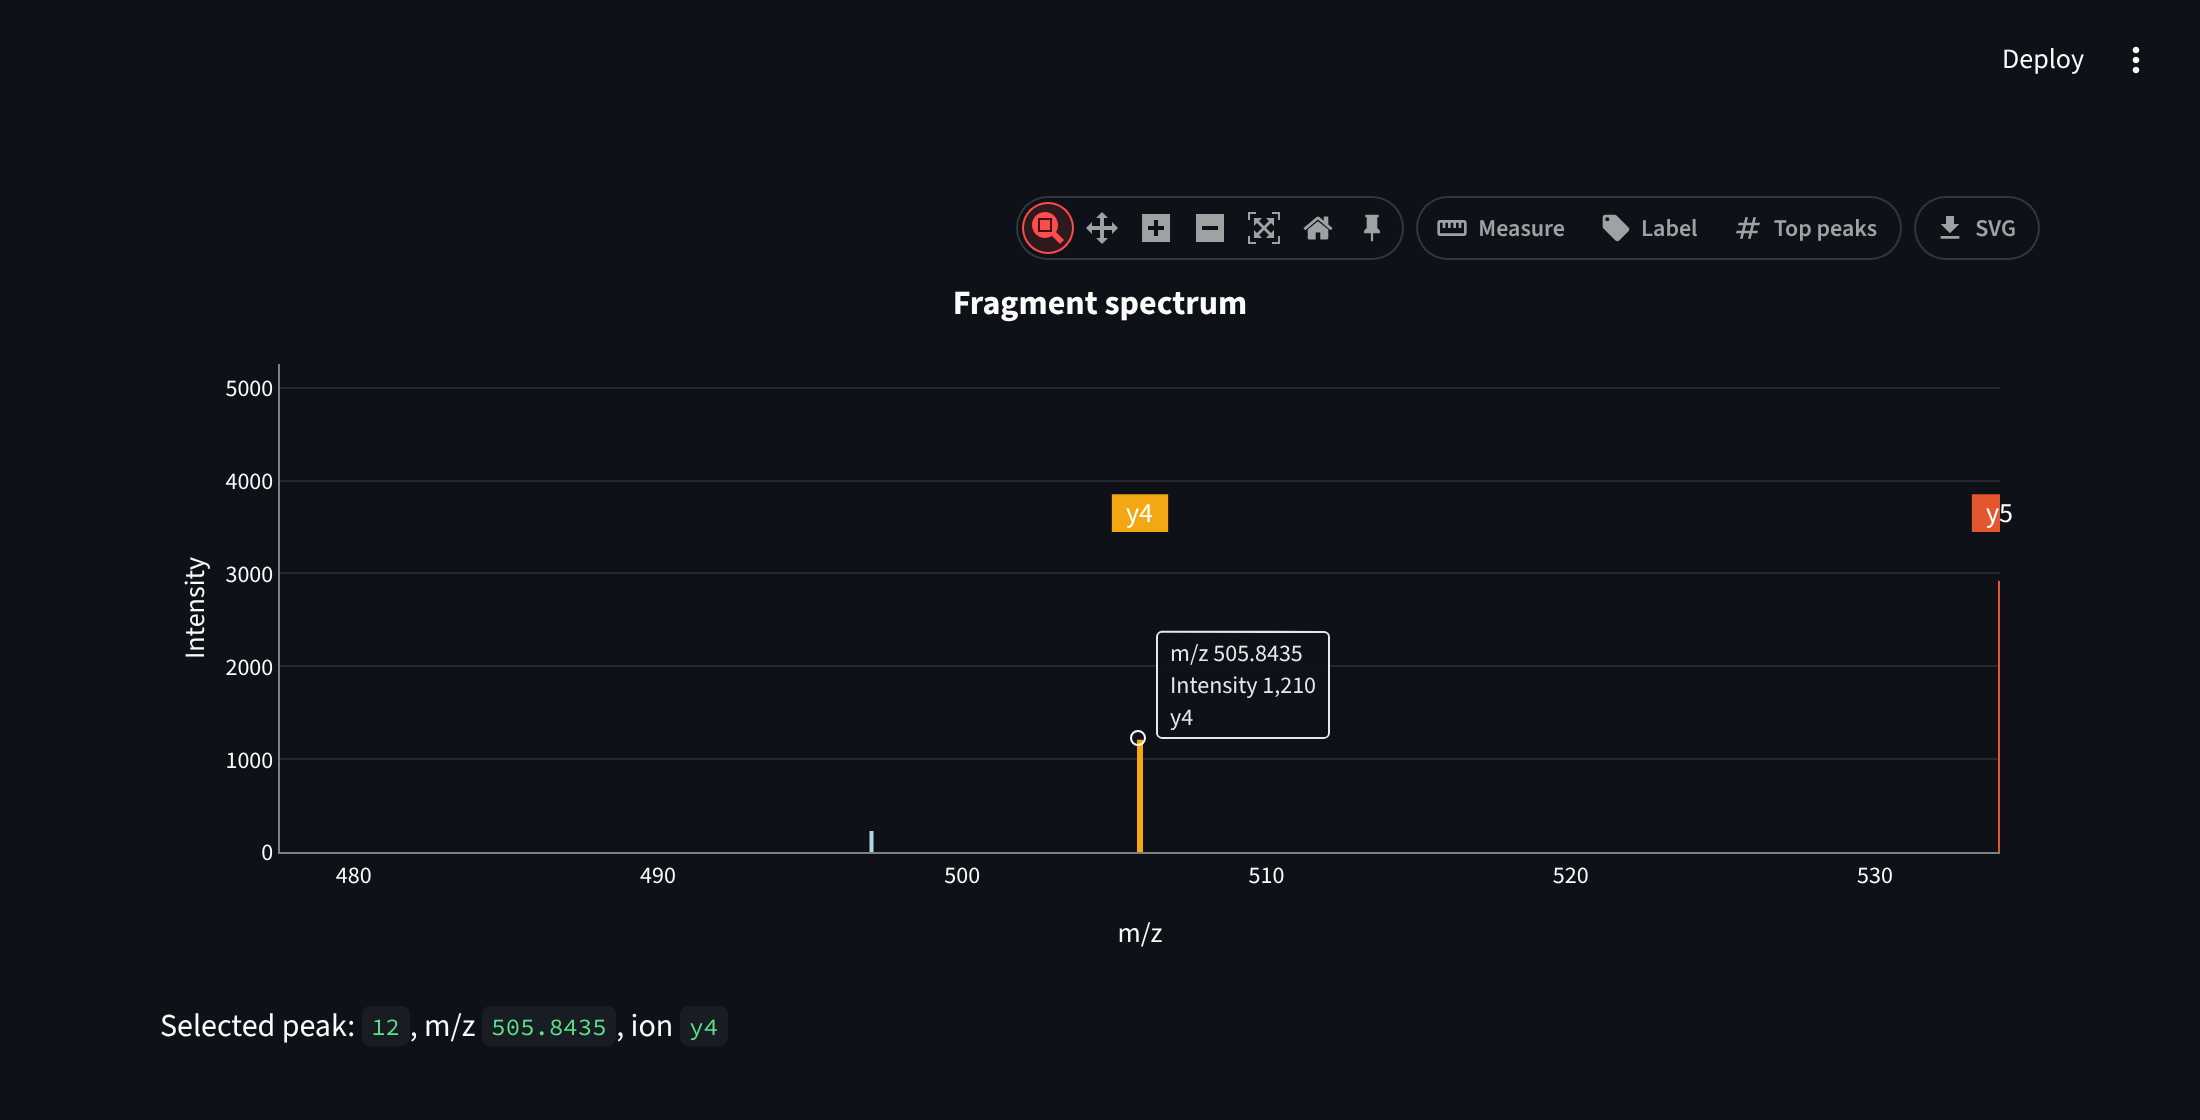 Deploy
Measure Label Top peaks SVG
Fragment spectrum
5000
4000
3000
2000
1000
0
Intensity
y4
y5
m/z 505.8435
Intensity 1,210
y4
480 490 500 510 520 530
m/z
Selected peak: 12, m/z 505.8435, ion y4